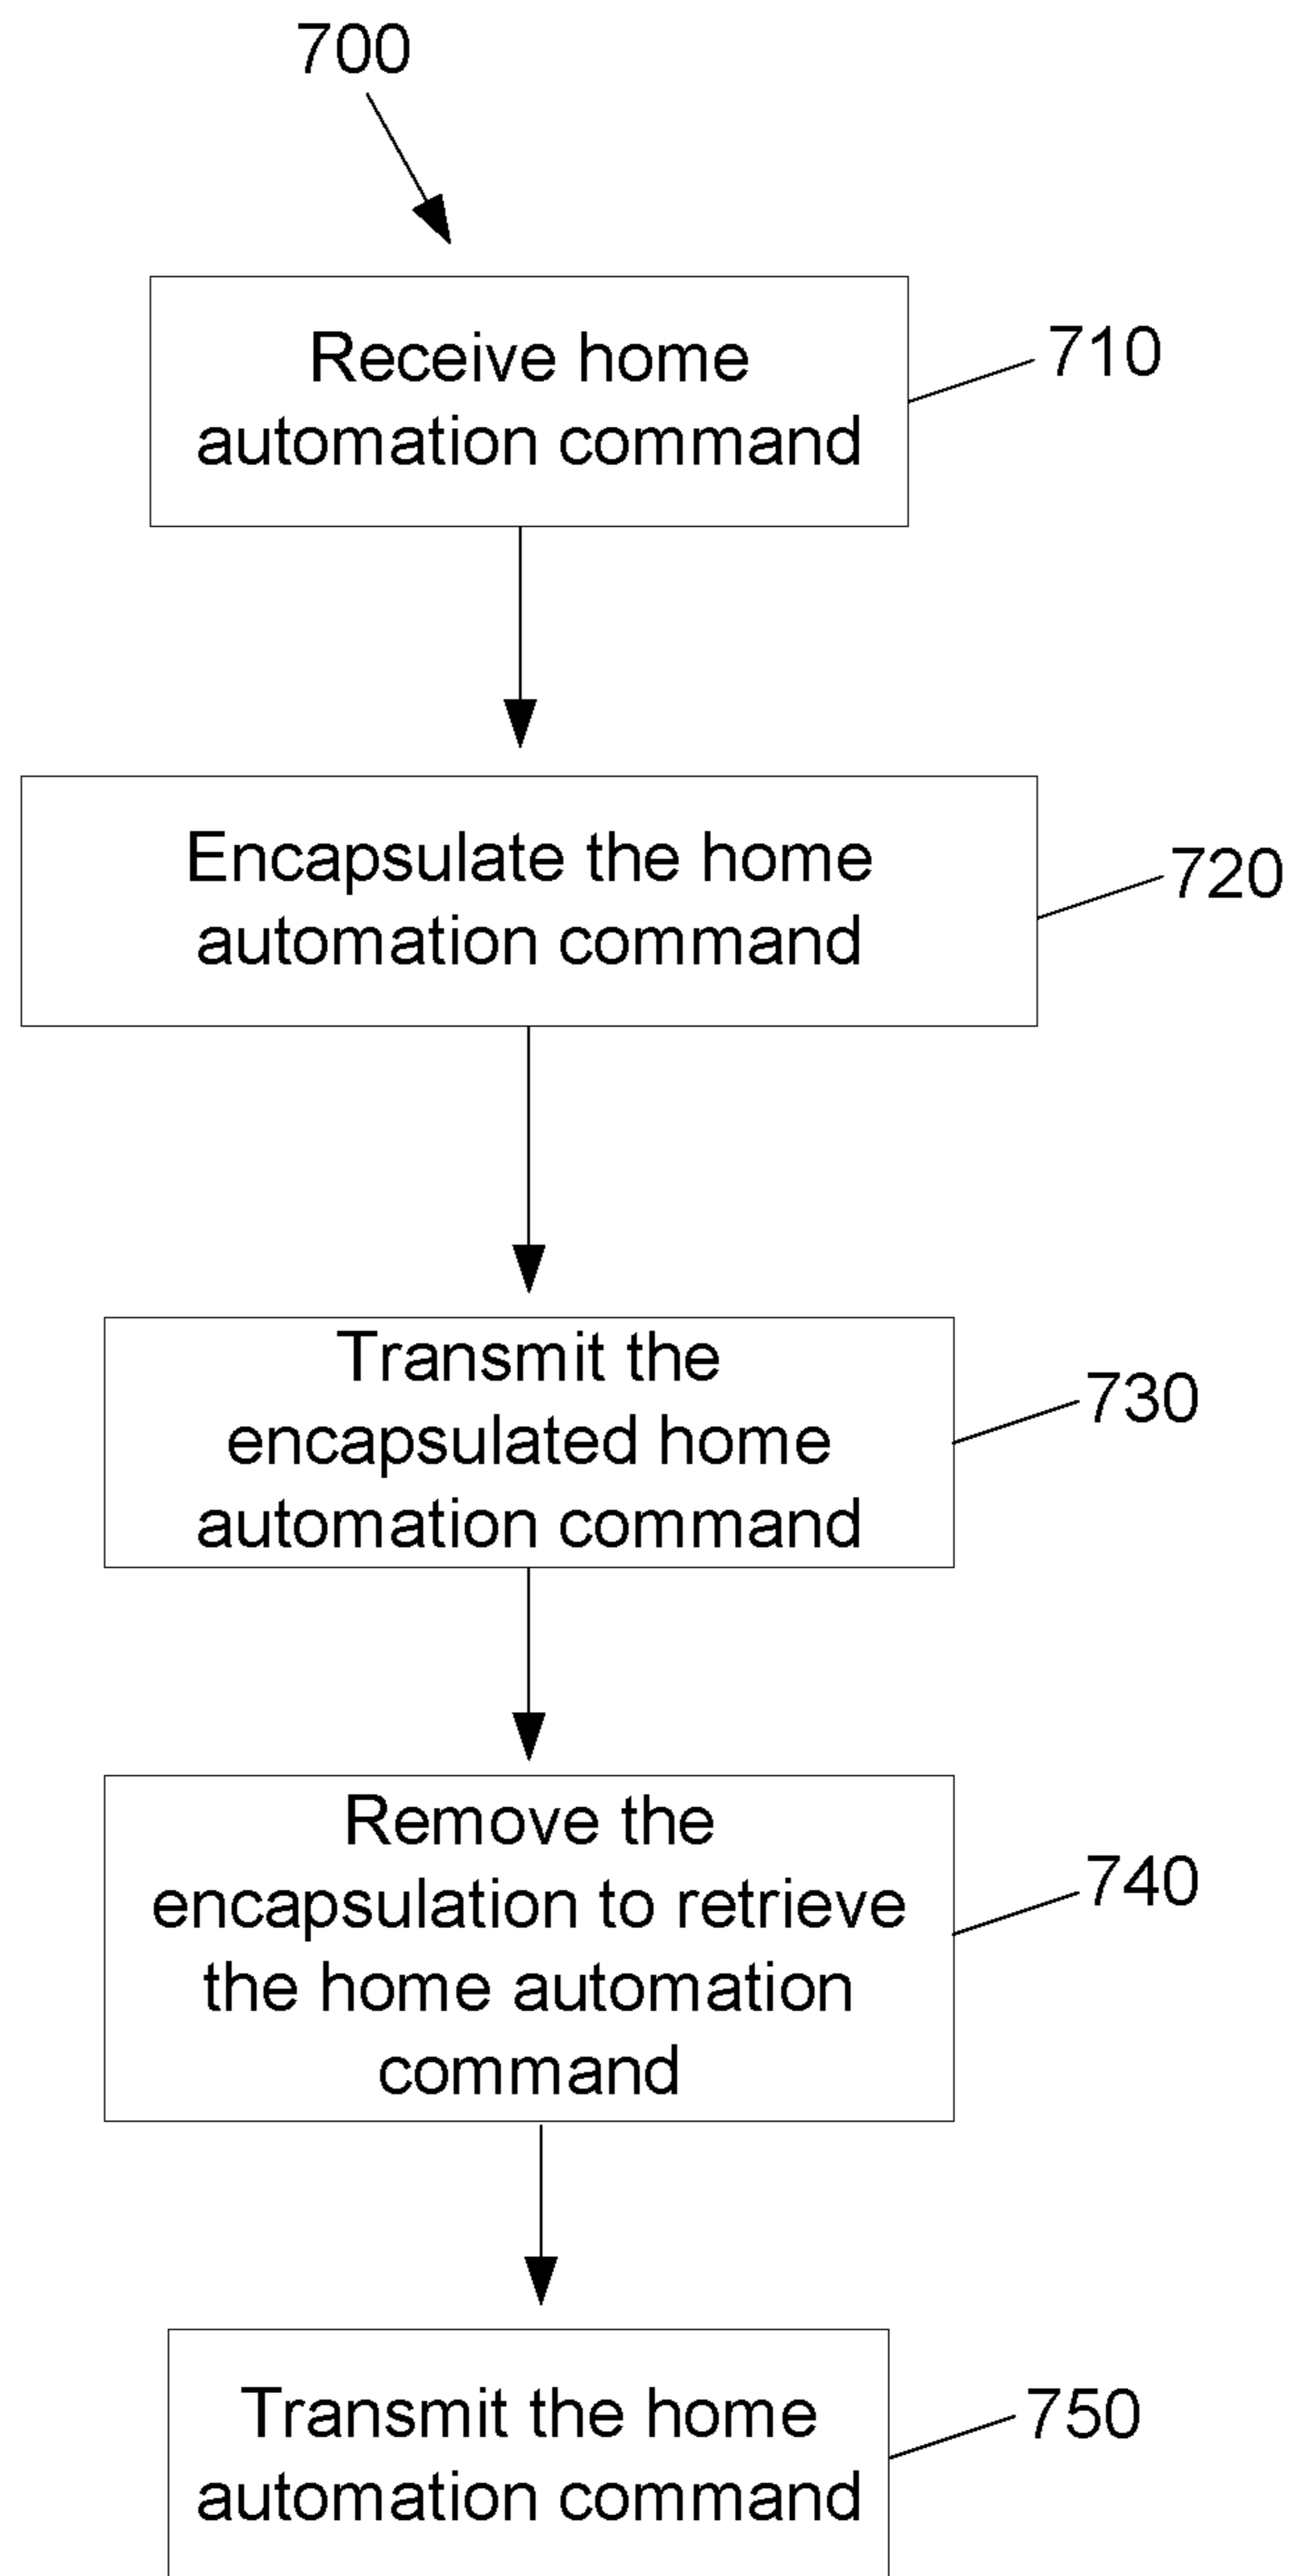 700
Receive home
automation command
710
Encapsulate the home
automation command
720
Transmit the
encapsulated home
automation command
730
Remove the
encapsulation to retrieve
the home automation
command
740
Transmit the home
automation command
750